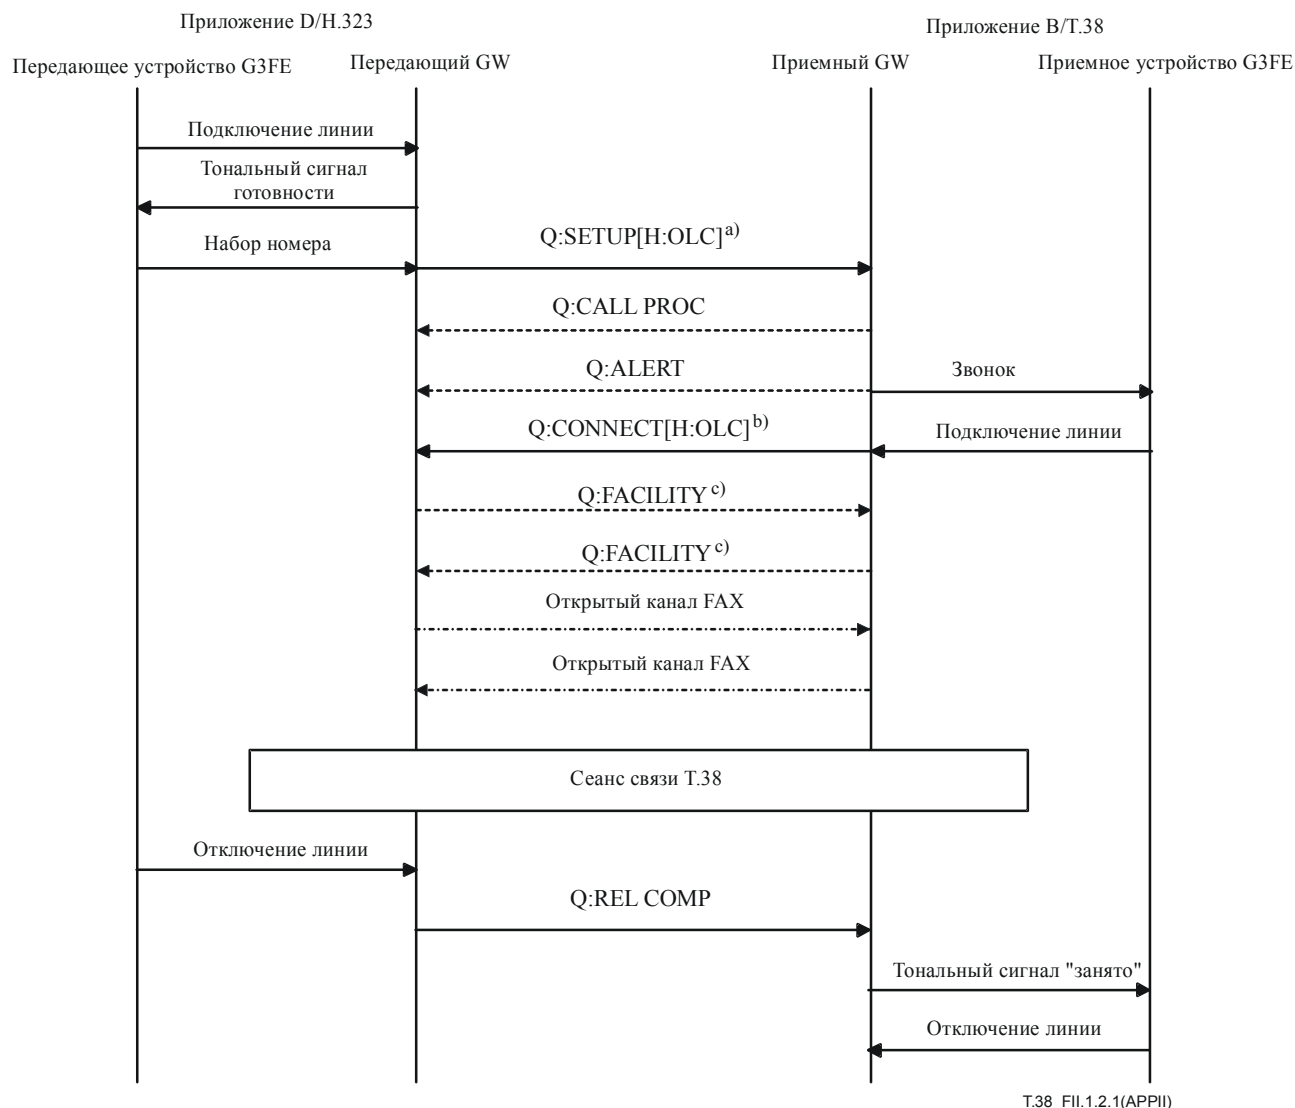 Приложение D/H.323
Приложение B/T.38
Передающее устройство G3FE
Передающий GW
Приемный GW
Приемное устройство G3FE
Подключение линии
Тональный сигнал
готовности
Набор номера
Q:SETUP[H:OLC]a)
Q:CALL PROC
Q:ALERT
Звонок
Q:CONNECT[H:OLC]b)
Подключение линии
Q:FACILITY c)
Q:FACILITY c)
Открытый канал FAX
Открытый канал FAX
Сеанс связи T.38
Отключение линии
Q:REL COMP
Тональный сигнал "занято"
Отключение линии
T.38_FII.1.2.1(APPII)